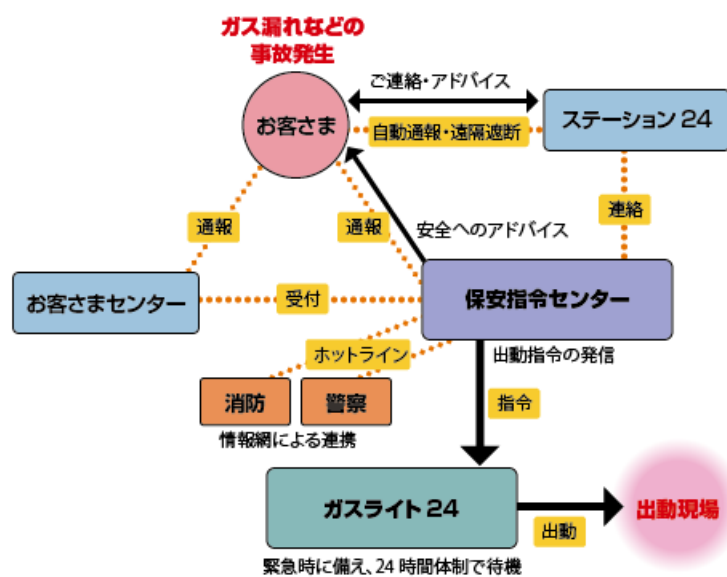 ガス漏れなどの
事故発生
お客さま
ご連絡・アドバイス
自動通報・遠隔遮断
ステーション24
通報
通報
安全へのアドバイス
連絡
お客さまセンター
受付
保安指令センター
ホットライン
出動指令の発信
消防
警察
指令
情報網による連携
ガスライト24
出動
出動現場
緊急時に備え、24時間体制で待機